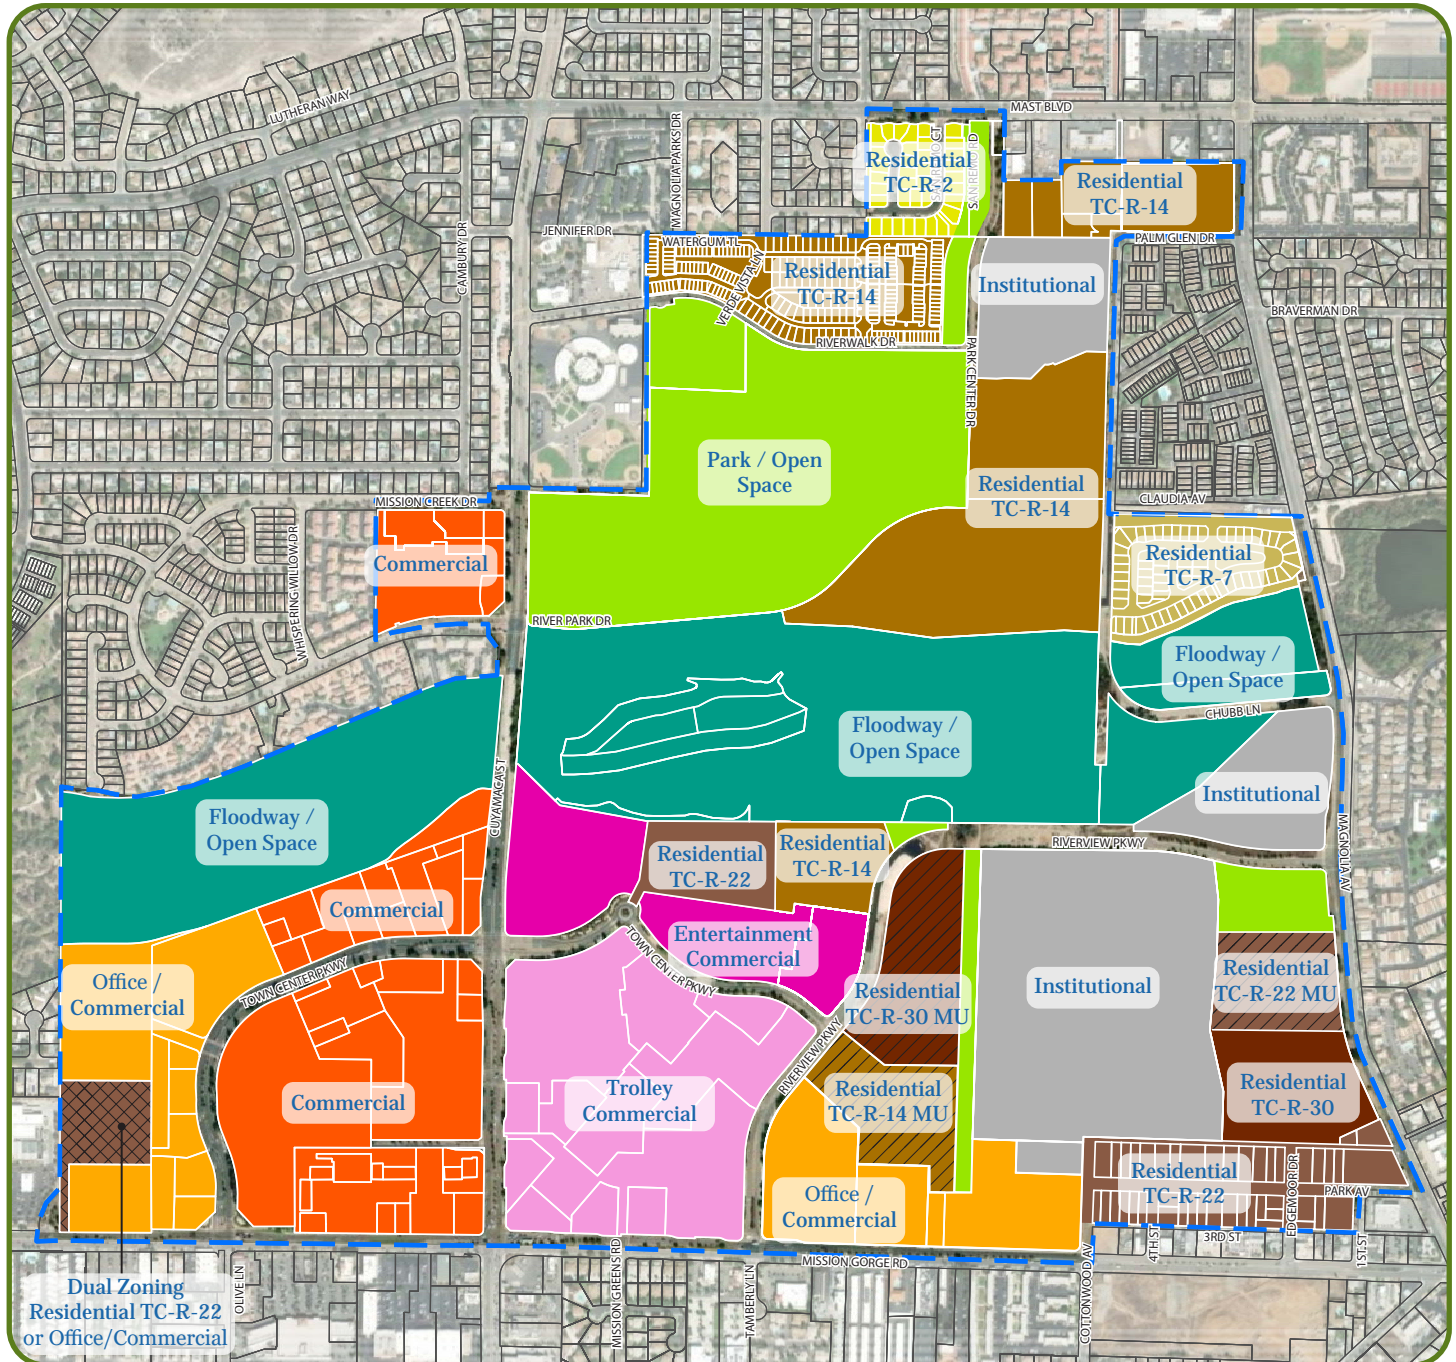 LUTHERAN WAY
MAST BLVD
MAGNOLIA PARKS DR
SAN REMO RD
Residential
TC-R-2
Residential
TC-R-14
CAMBURY DR
JENNIFER DR
WATERGUM TL
PALM GLEN DR
VERDE VISTA LN
Residential
TC-R-14
Institutional
BRAVERMAN DR
RIVERWALK DR
PARK CENTER DR
Park / Open
Space
Residential
TC-R-14
MISSION CREEK DR
CLAUDIA AV
WHISPERING WILLOW DR
Commercial
Residential
TC-R-7
RIVER PARK DR
Floodway /
Open Space
CHUBB LN
Floodway /
Open Space
CUYAMACA ST
Institutional
Floodway /
Open Space
MAGNOLIA AV
RIVERVIEW PKWY
Residential
TC-R-22
Residential
TC-R-14
Commercial
Entertainment
Commercial
TOWN CENTER PKWY
Office /
Commercial
TOWN CENTER PKWY
Residential
TC-R-30 MU
Institutional
Residential
TC-R-22 MU
RIVERVIEW PKWY
Commercial
Trolley
Commercial
Residential
TC-R-14 MU
Residential
TC-R-30
Residential
TC-R-22
EDGEMOOR DR
PARK AV
Office /
Commercial
4TH ST
3RD ST
1ST ST
MISSION GORGE RD
COTTONWOOD AV
OLIVE LN
MISSION GREENS RD
TAMBERLY LN
Dual Zoning
Residential TC-R-22
or Office/Commercial